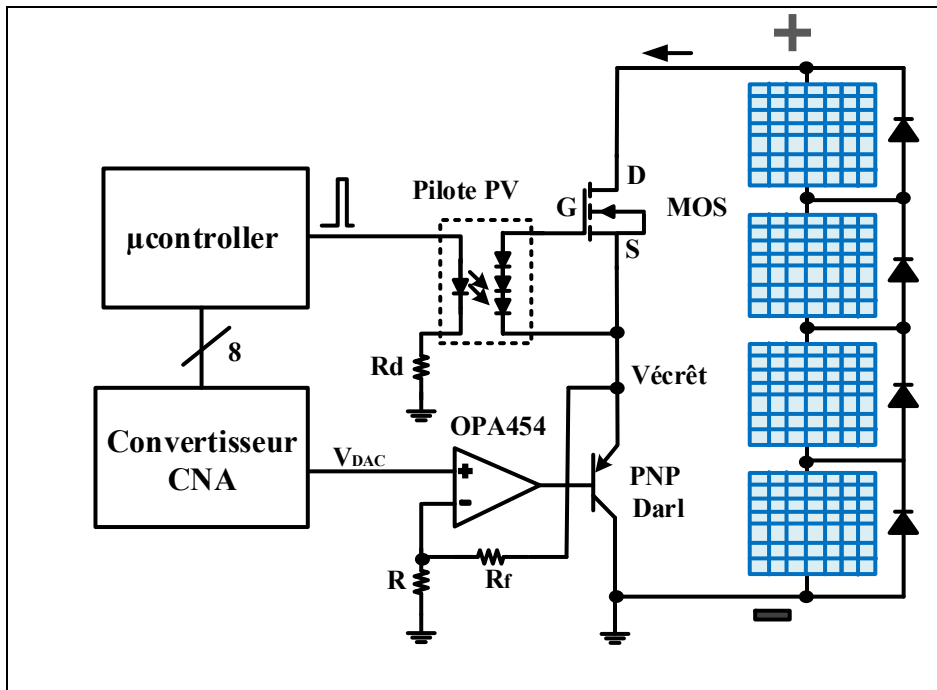 +
D
Pilote PV
G
MOS
µcontroller
S
8
Rd
Vécrêt
Convertisseur
CNA
OPA454
VDAC
+
-
PNP
Darl
R
Rf
-